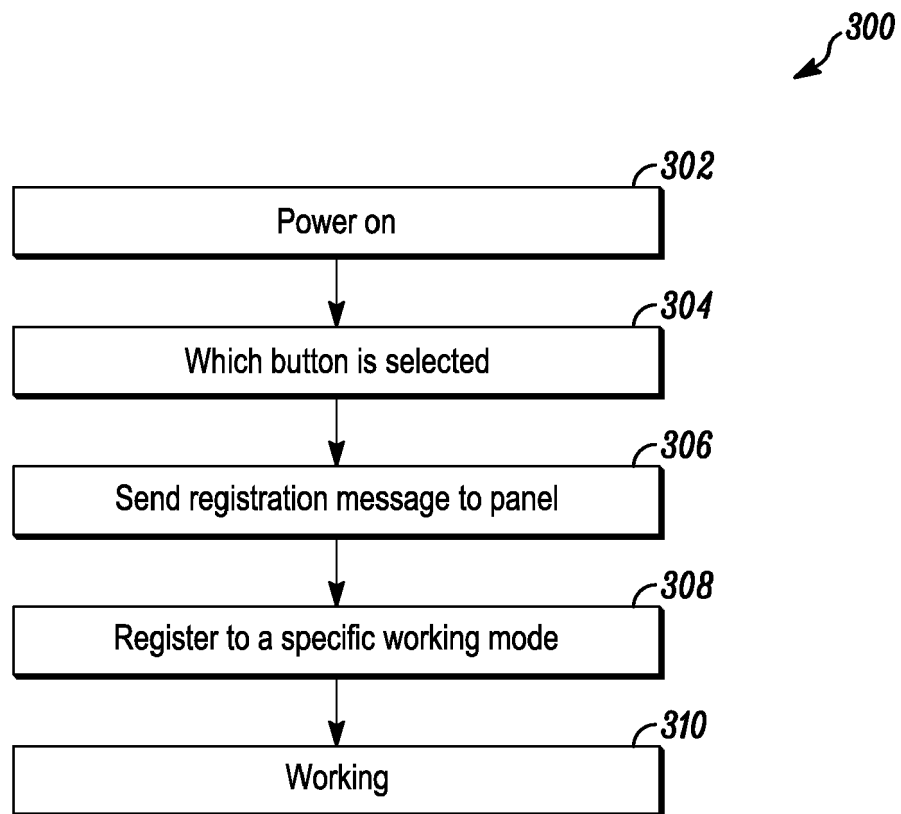 300
302
Power on
304
Which button is selected
306
Send registration message to panel
308
Register to a specific working mode
310
Working